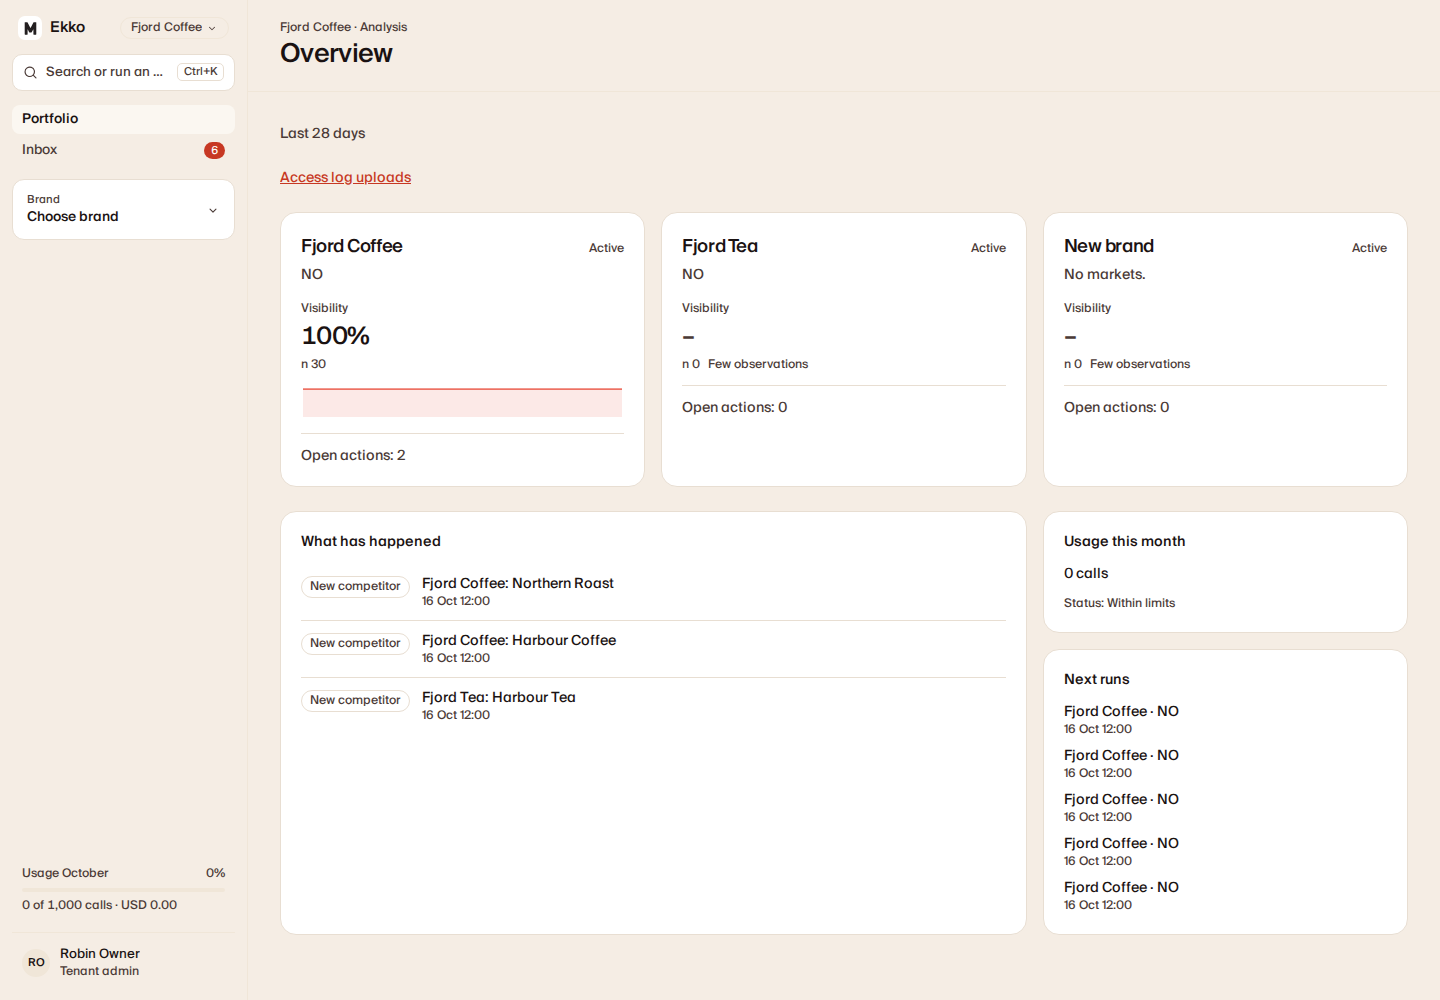 Ekko
Fjord Coffee
Search or run an ...
Ctrl+K
Portfolio
Inbox
6
Brand
Choose brand
Usage October
0%
0 of 1,000 calls · USD 0.00
RO
Robin Owner
Tenant admin
Fjord Coffee · Analysis
Overview
Last 28 days
Access log uploads
Fjord Coffee
Active
NO
Visibility
100%
n 30
Open actions: 2
Fjord Tea
Active
NO
Visibility
–
n 0 Few observations
Open actions: 0
New brand
Active
No markets.
Visibility
–
n 0 Few observations
Open actions: 0
What has happened
New competitor
Fjord Coffee: Northern Roast
16 Oct 12:00
New competitor
Fjord Coffee: Harbour Coffee
16 Oct 12:00
New competitor
Fjord Tea: Harbour Tea
16 Oct 12:00
Usage this month
0 calls
Status: Within limits
Next runs
Fjord Coffee · NO
16 Oct 12:00
Fjord Coffee · NO
16 Oct 12:00
Fjord Coffee · NO
16 Oct 12:00
Fjord Coffee · NO
16 Oct 12:00
Fjord Coffee · NO
16 Oct 12:00